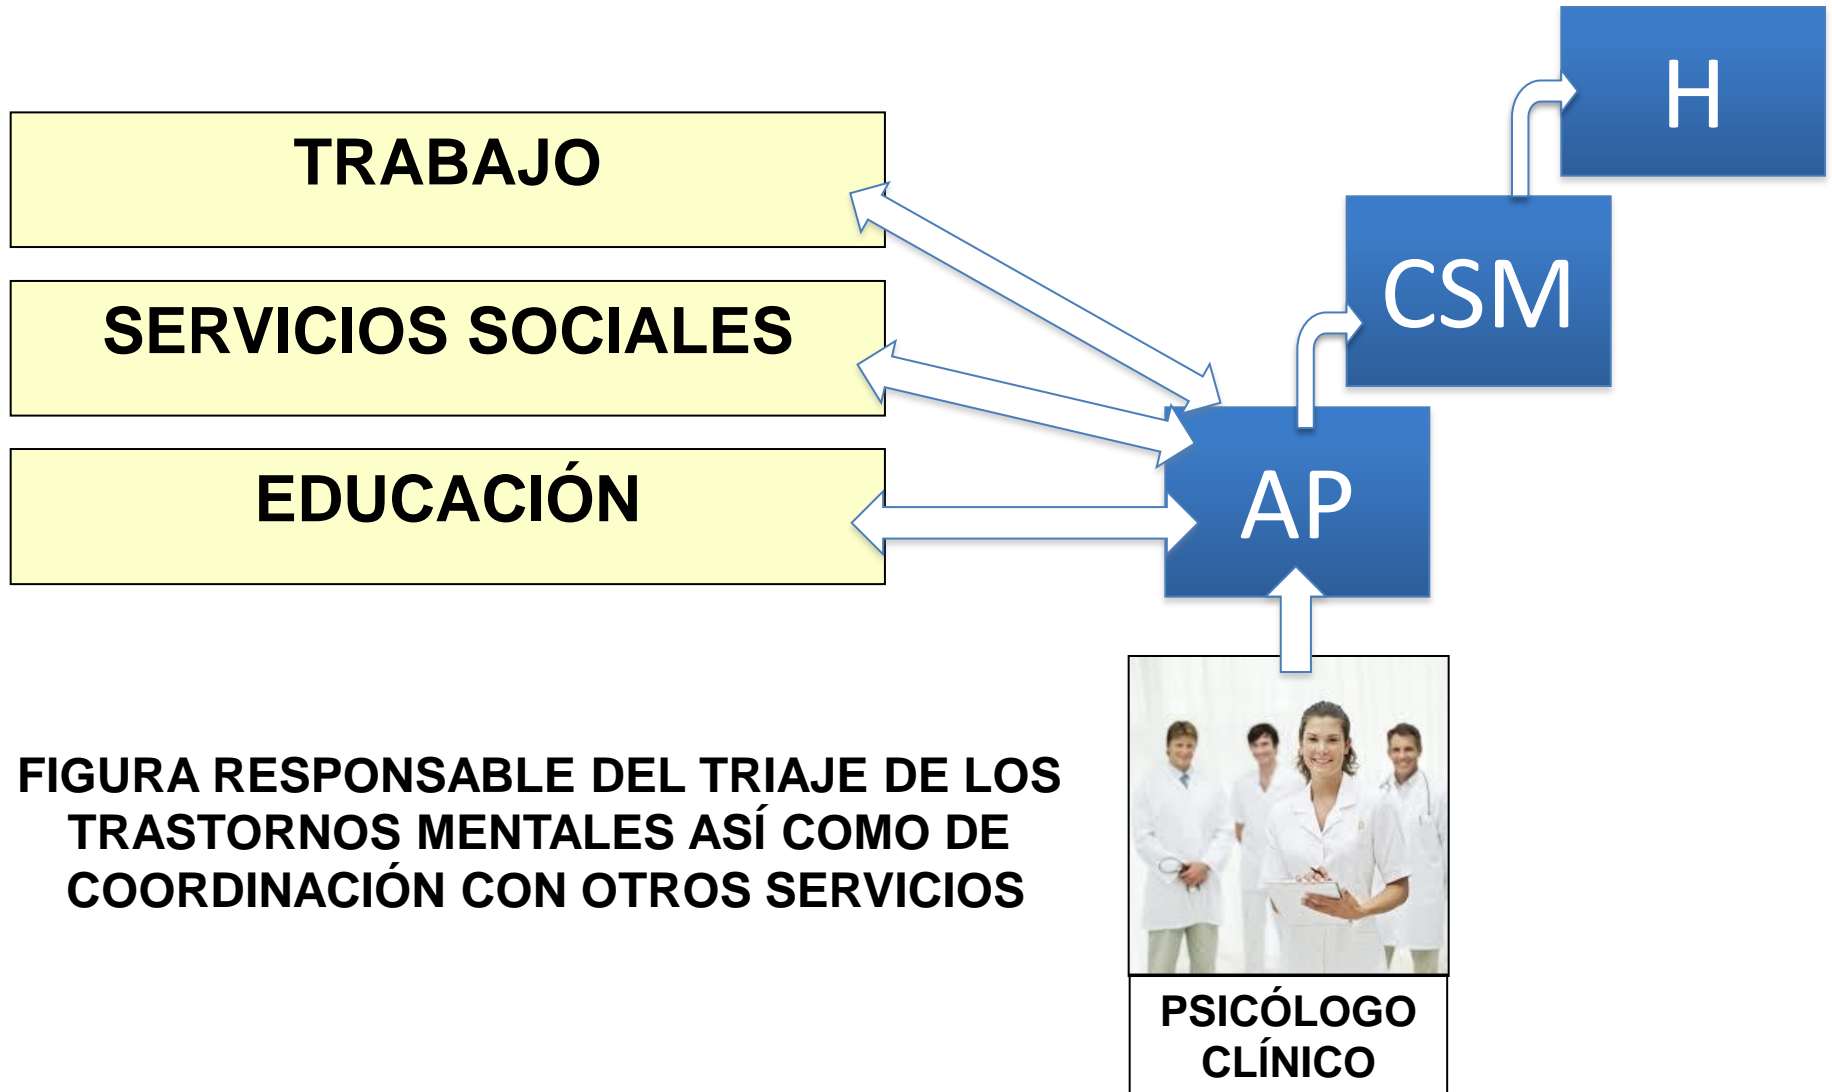 H
TRABAJO
CSM
SERVICIOS SOCIALES
AP
EDUCACIÓN
FIGURA RESPONSABLE DEL TRIAJE DE LOS
TRASTORNOS MENTALES ASÍ COMO DE
COORDINACIÓN CON OTROS SERVICIOS
PSICÓLOGO
CLÍNICO